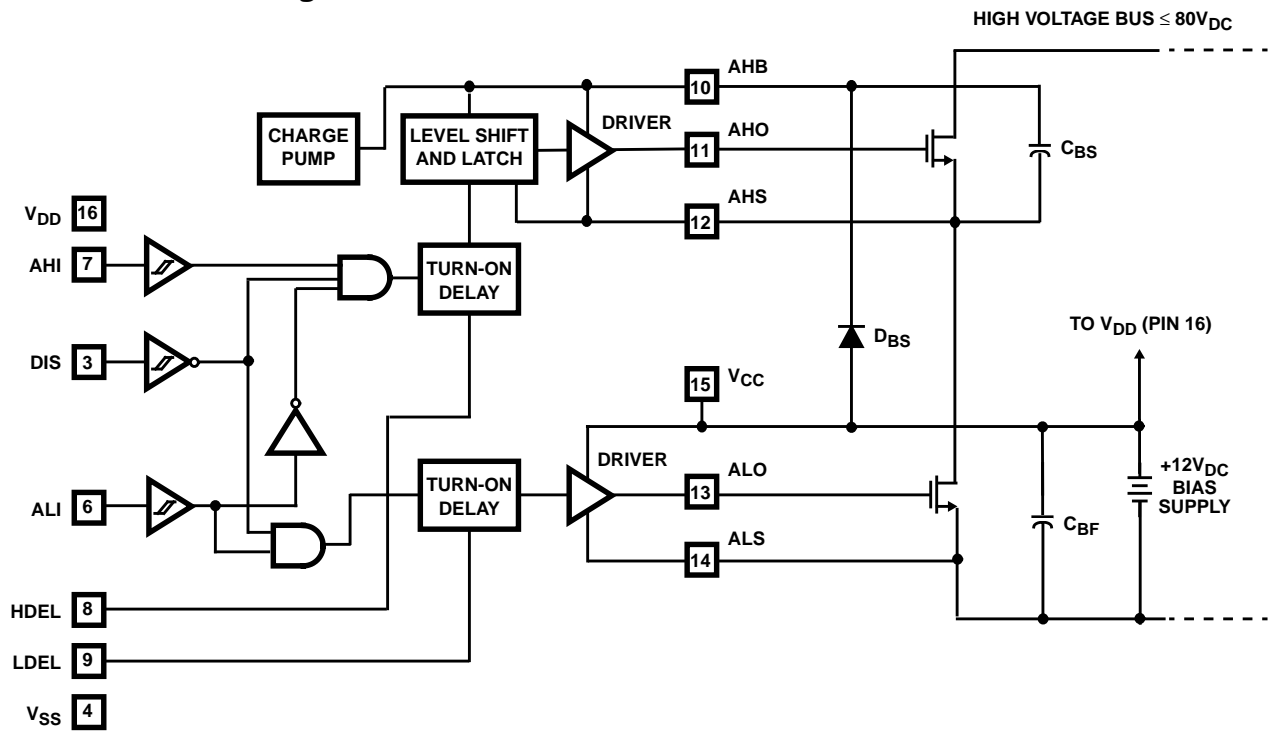 HIGH VOLTAGE BUS ≤ 80VDC
AHB
10
CHARGE
PUMP
LEVEL SHIFT
AND LATCH
DRIVER
AHO
11
CBS
AHS
12
VDD 16
AHI 7
TURN-ON
DELAY
DIS 3
DBS
TO VDD (PIN 16)
15
VCC
ALI 6
TURN-ON
DELAY
DRIVER
ALO
13
+12VDC
BIAS
SUPPLY
CBF
ALS
14
HDEL 8
LDEL 9
VSS 4